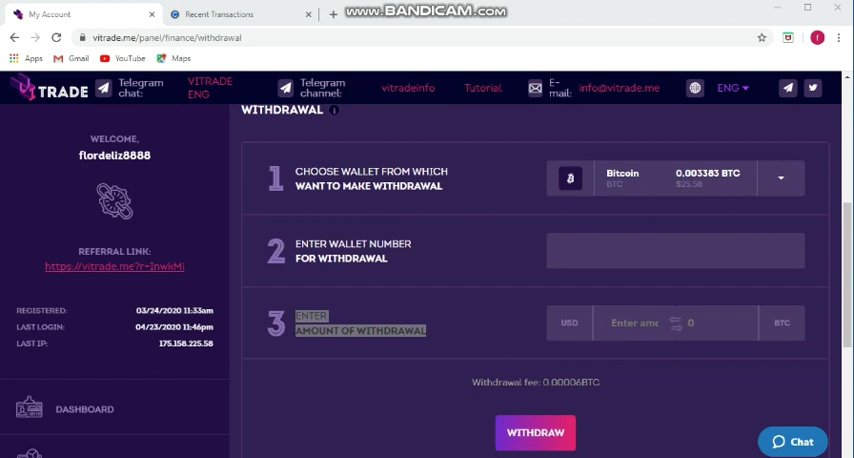 My Account
Recent Transactions
www.BANDICAM.com
vitrade.me/panel/finance/withdrawal
Apps
Gmail
YouTube
Maps
TRADE
Telegram chat:
VITRADE ENG
Telegram channel:
vitradeinfo
Tutorial
E-mail:
info@vitrade.me
ENG
WITHDRAWAL
WELCOME,
flordeliz8888
REFERRAL LINK:
https://vitrade.me?r=InwkMi
REGISTERED: 03/24/2020 11:33am
LAST LOGIN: 04/23/2020 11:46pm
LAST IP: 175.158.225.58
DASHBOARD
1 CHOOSE WALLET FROM WHICH
WANT TO MAKE WITHDRAWAL
Bitcoin 0.003383 BTC
BTC $25.58
2 ENTER WALLET NUMBER
FOR WITHDRAWAL
3 ENTER
AMOUNT OF WITHDRAWAL
USD Enter amo 0 BTC
Withdrawal fee: 0.00006BTC
WITHDRAW
Chat